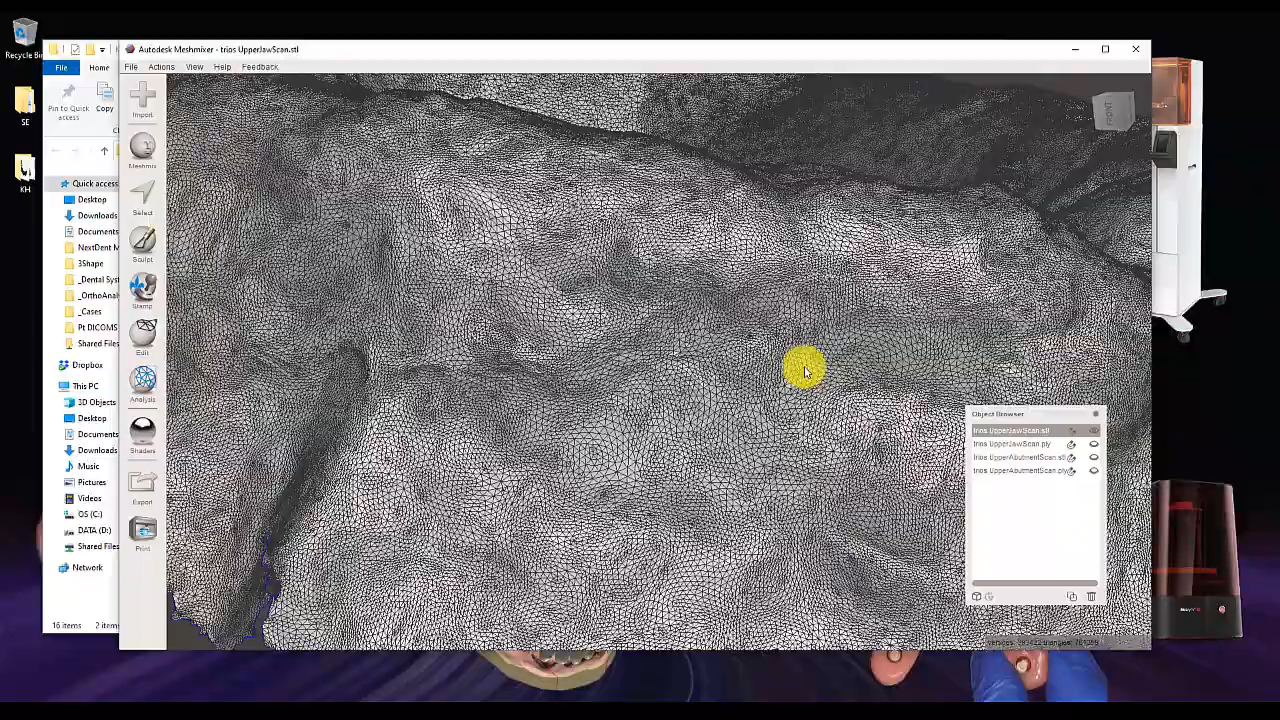 Recycle Bin
SE
KH
File
Home
Pin to Quick
access
Copy
Quick access
Desktop
Downloads
Documents
NextDent M
3Shape
_Dental Sys
_OrthoAnal
_Cases
Pt DICOMS
Shared Files
Dropbox
This PC
3D Objects
Desktop
Documents
Downloads
Music
Pictures
Videos
OS (C:)
DATA (D:)
Shared Files
Network
16 items
2 items
Autodesk Meshmixer - trios UpperJawScan.stl
File Actions View Help Feedback
Import
Meshmix
Select
Sculpt
Stamp
Edit
Analysis
Shaders
Export
Print
FRONT
Object Browser
trios UpperJawScan.stl
trios UpperJawScan.ply
trios UpperAbutmentScan.stl
trios UpperAbutmentScan.ply